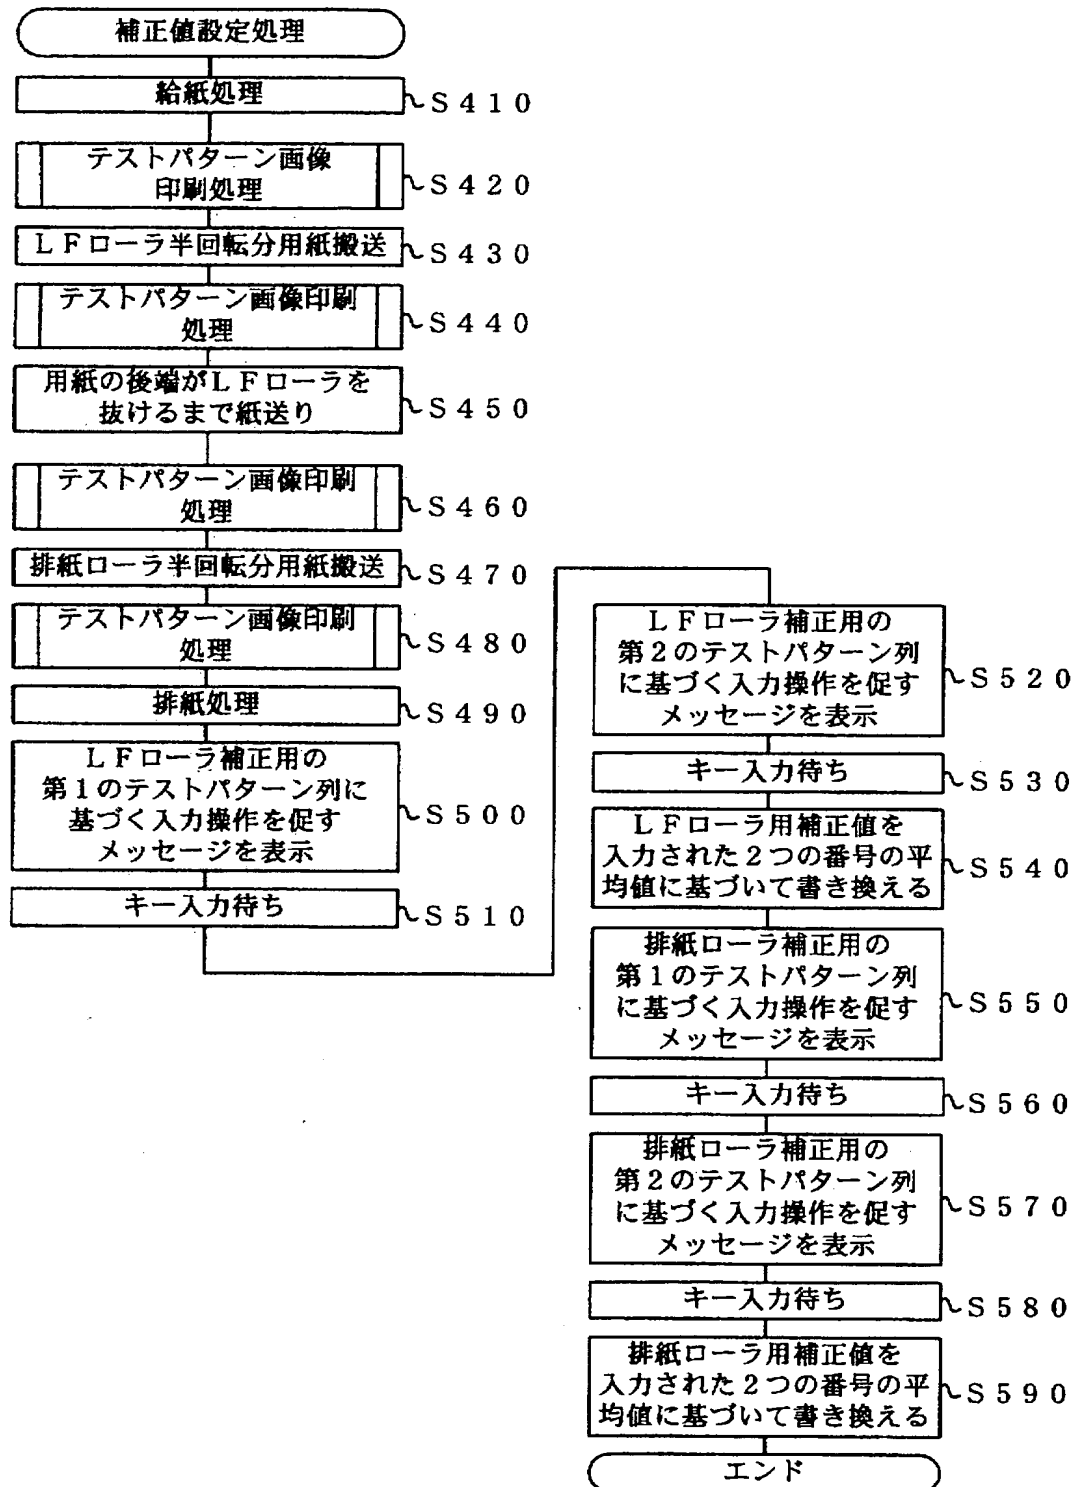 補正値設定処理
給紙処理
S410
テストパターン画像
印刷処理
S420
LFローラ半回転分用紙搬送
S430
テストパターン画像印刷
処理
S440
用紙の後端がLFローラを
抜けるまで紙送り
S450
テストパターン画像印刷
処理
S460
排紙ローラ半回転分用紙搬送
S470
テストパターン画像印刷
処理
S480
排紙処理
S490
LFローラ補正用の
第1のテストパターン列に
基づく入力操作を促す
メッセージを表示
S500
キー入力待ち
S510
LFローラ補正用の
第2のテストパターン列
に基づく入力操作を促す
メッセージを表示
S520
キー入力待ち
S530
LFローラ用補正値を
入力された2つの番号の平
均値に基づいて書き換える
S540
排紙ローラ補正用の
第1のテストパターン列
に基づく入力操作を促す
メッセージを表示
S550
キー入力待ち
S560
排紙ローラ補正用の
第2のテストパターン列
に基づく入力操作を促す
メッセージを表示
S570
キー入力待ち
S580
排紙ローラ用補正値を
入力された2つの番号の平
均値に基づいて書き換える
S590
エンド